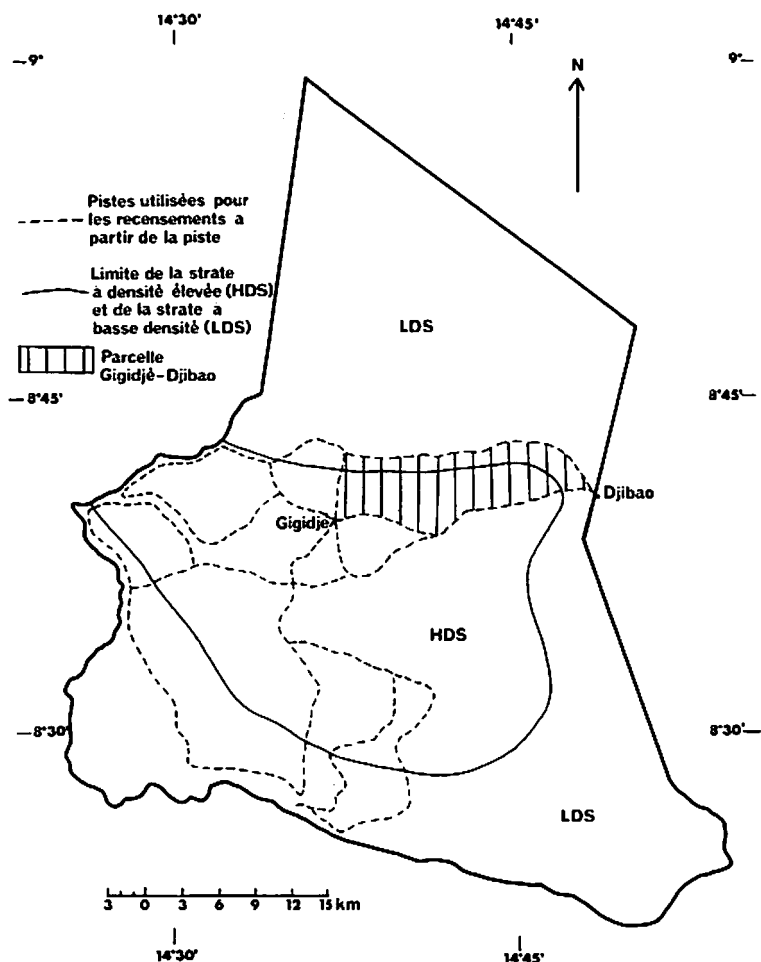 14°30'
14°45'
9°
9°
N
Pistes utilisées pour
les recensements a
partir de la piste
Limite de la strate
à densité élevée (HDS)
et de la strate à
basse densité (LDS)
Parcelle
Gigidjè-Djibao
LDS
8°45'
8°45'
Djibao
Gigidje
HDS
8°30'
8°30'
LDS
3 0 3 6 9 12 15 km
14°30'
14°45'